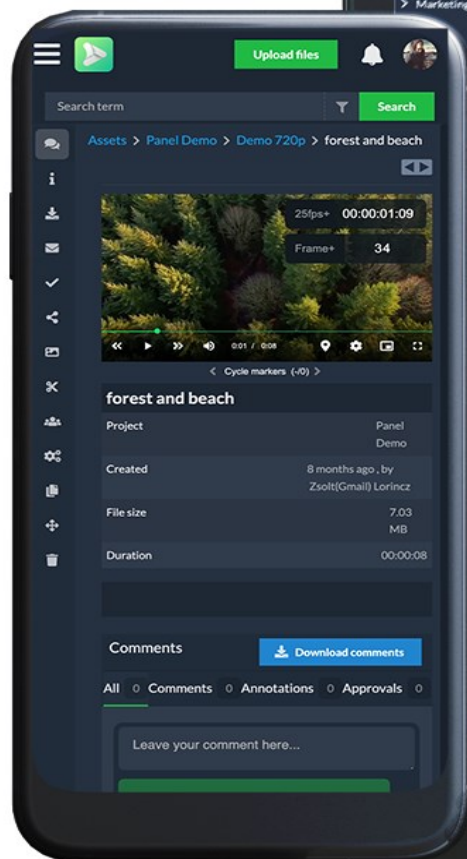 > Marketing
Upload files
Search term
Search
Assets > Panel Demo > Demo 720p > forest and beach
25fps+ 00:00:01:09
Frame+ 34
0:01 / 0:08
< Cycle markers (-/0) >
forest and beach
Project Panel
Demo
Created 8 months ago , by
Zsolt(Gmail) Lorincz
File size 7.03
MB
Duration 00:00:08
Comments Download comments
All 0 Comments 0 Annotations 0 Approvals 0
Leave your comment here...